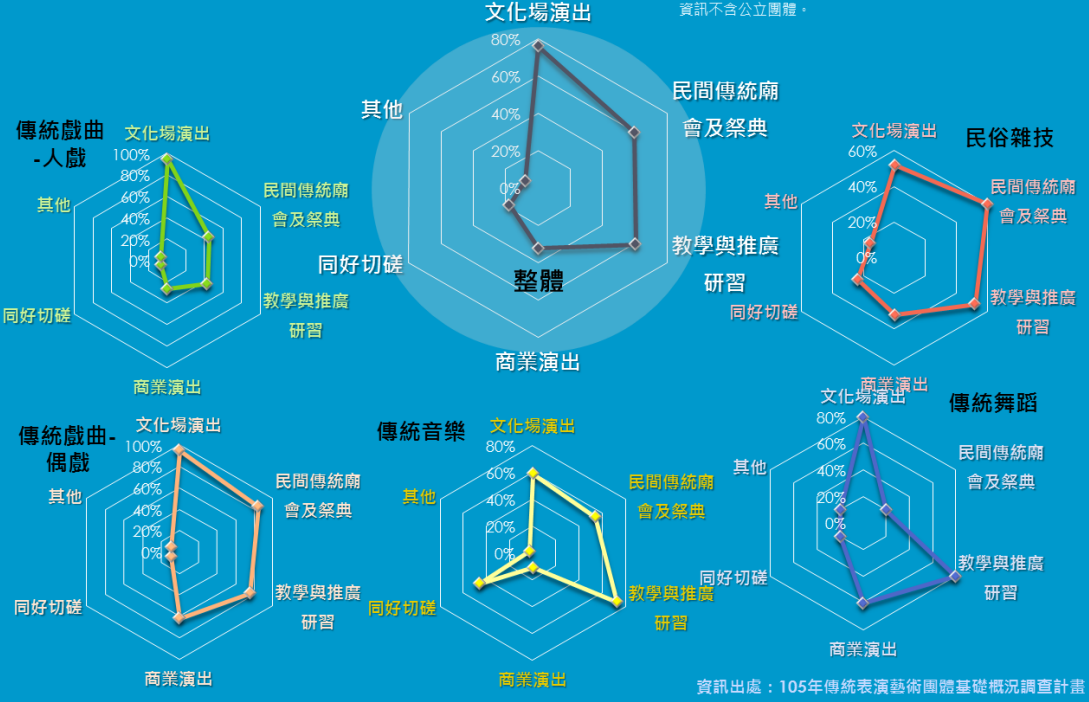 資訊不含公立團體。
文化場演出
80%
60%
40%
20%
0%
民間傳統廟
會及祭典
教學與推廣
研習
商業演出
同好切磋
其他
整體
傳統戲曲
-人戲
文化場演出
100%
80%
60%
40%
20%
0%
民間傳統廟
會及祭典
教學與推廣
研習
商業演出
同好切磋
其他
民俗雜技
文化場演出
60%
40%
20%
0%
民間傳統廟
會及祭典
教學與推廣
研習
商業演出
同好切磋
其他
傳統戲曲-
偶戲
文化場演出
100%
80%
60%
40%
20%
0%
民間傳統廟
會及祭典
教學與推廣
研習
商業演出
同好切磋
其他
傳統音樂
文化場演出
80%
60%
40%
20%
0%
民間傳統廟
會及祭典
教學與推廣
研習
商業演出
同好切磋
其他
傳統舞蹈
文化場演出
80%
60%
40%
20%
0%
民間傳統廟
會及祭典
教學與推廣
研習
商業演出
同好切磋
其他
資訊出處：105年傳統表演藝術團體基礎概況調查計畫